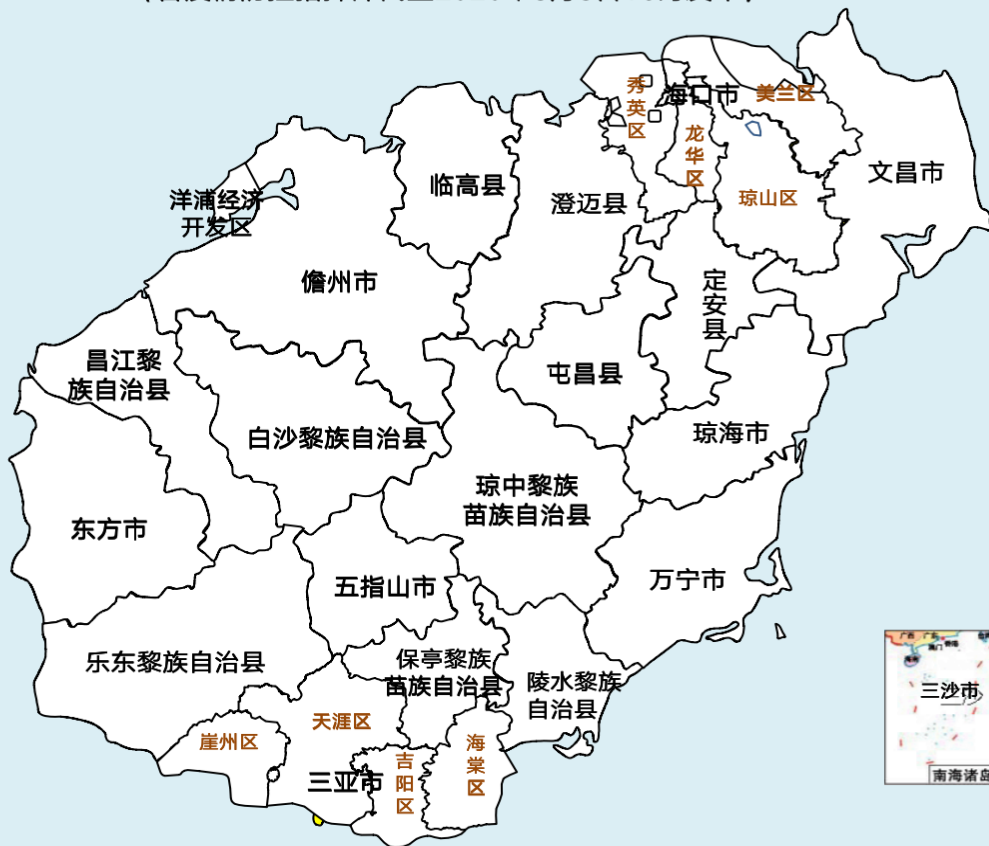 秀英区
海口市
美兰区
龙华区
琼山区
文昌市
临高县
澄迈县
洋浦经济
开发区
儋州市
定安县
昌江黎
族自治县
屯昌县
白沙黎族自治县
琼海市
琼中黎族
苗族自治县
东方市
五指山市
万宁市
乐东黎族自治县
保亭黎族
苗族自治县
陵水黎族
自治县
天涯区
崖州区
吉阳区
海棠区
三亚市
广西
广东
三沙市
南海诸岛